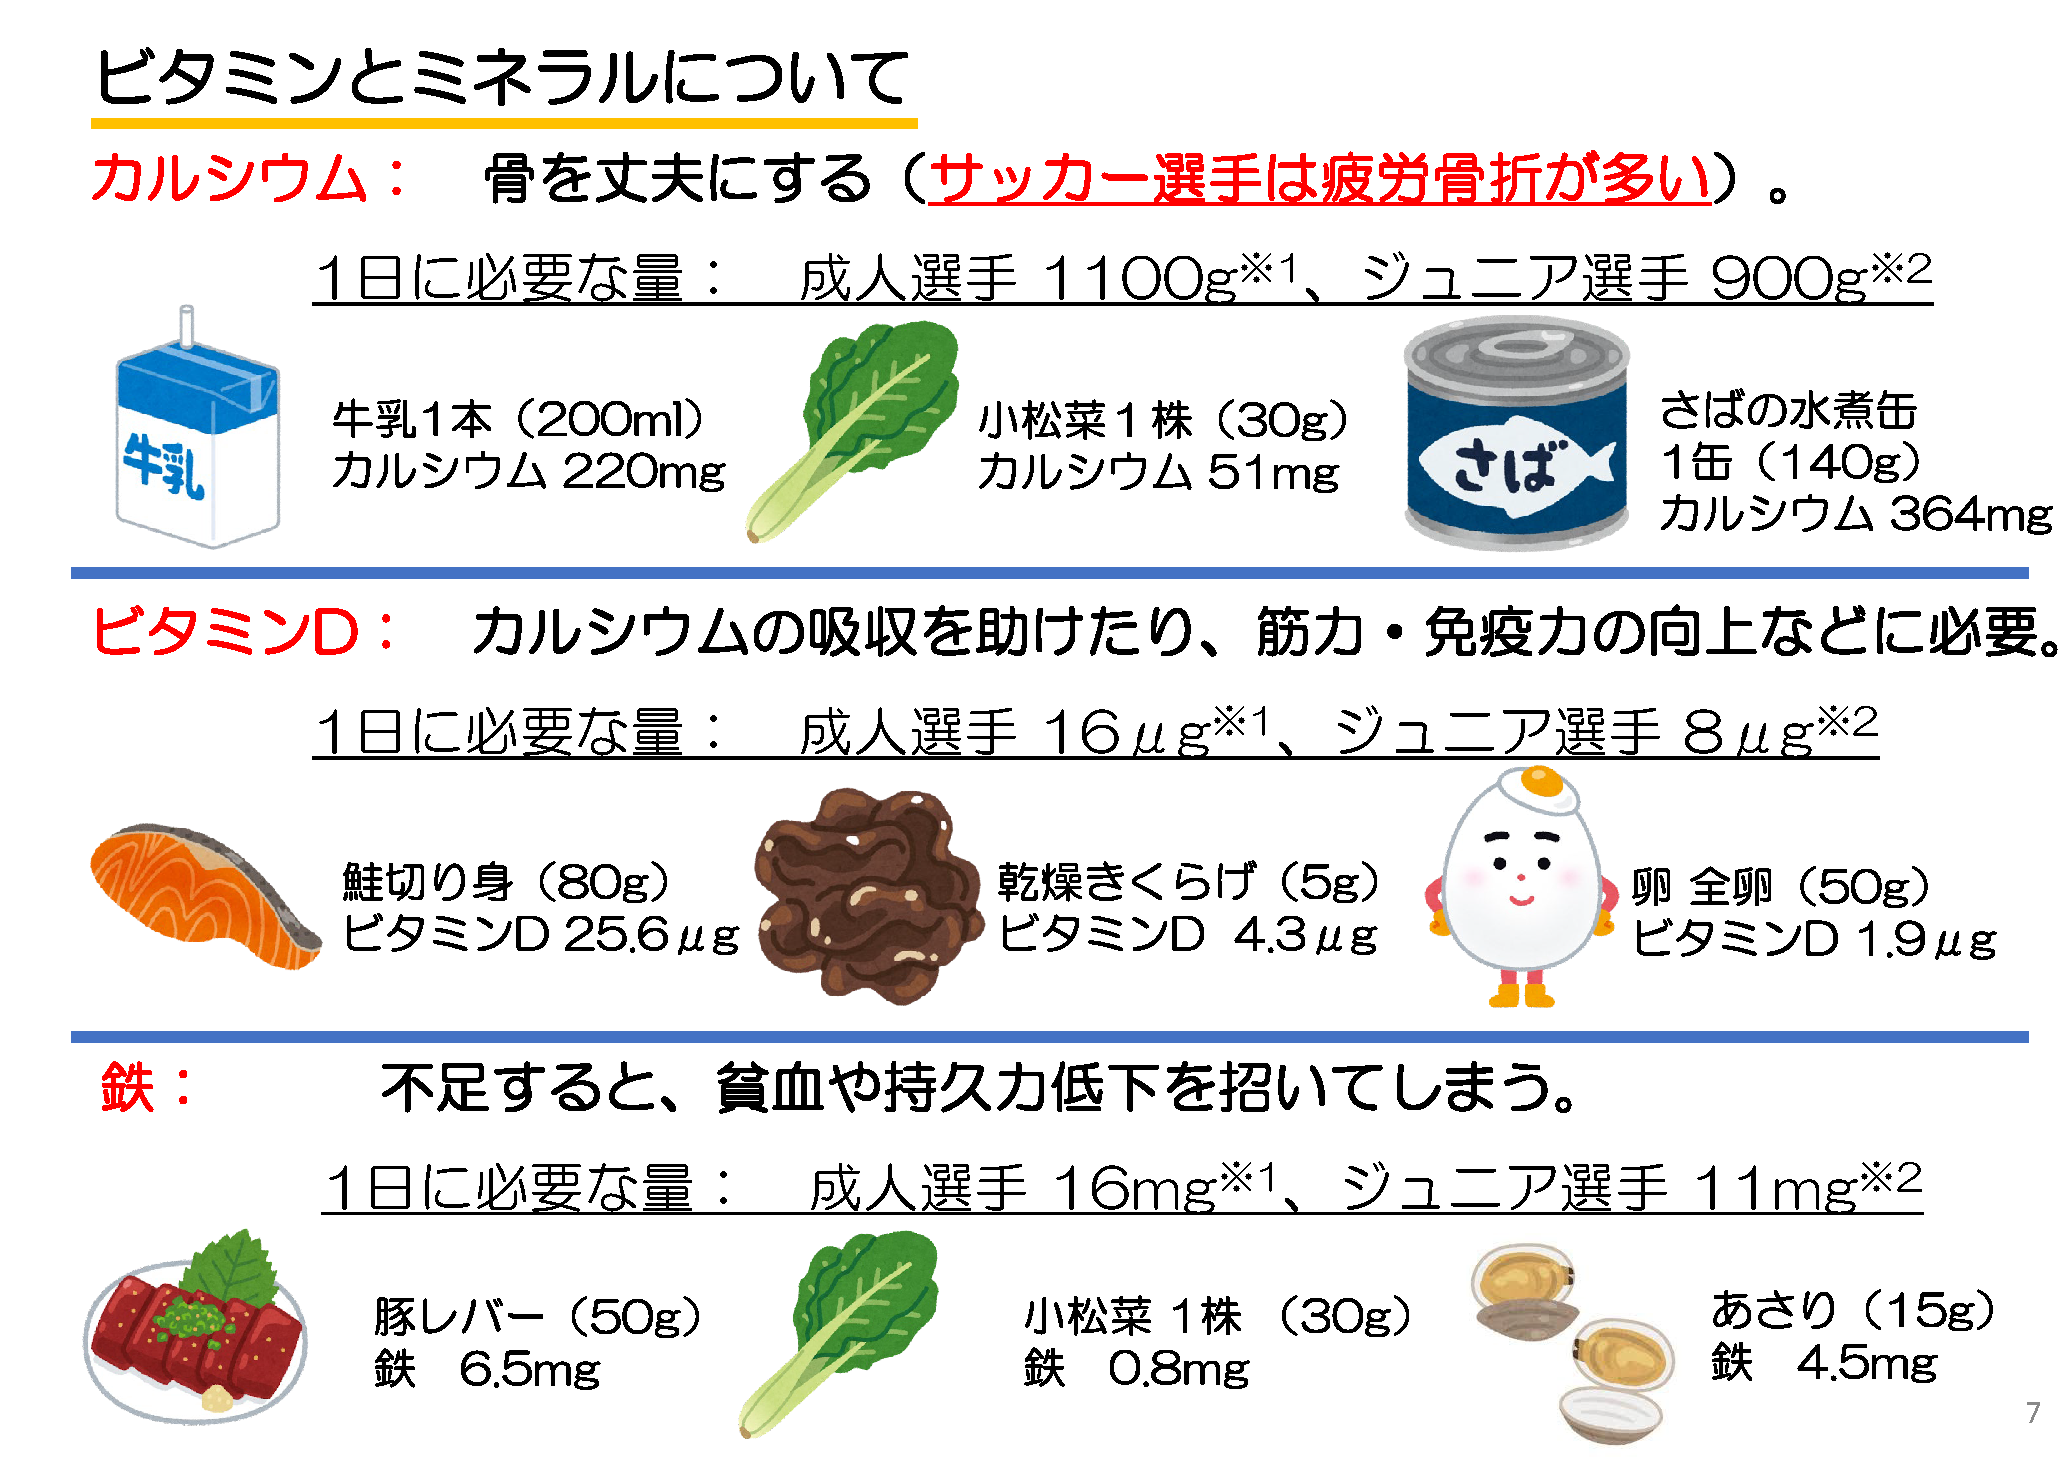 ビタミンとミネラルについて
カルシウム：　骨を丈夫にする（サッカー選手は疲労骨折が多い）。
1日に必要な量：　成人選手 1100g※1、ジュニア選手 900g※2
牛乳
牛乳1本（200ml）
カルシウム 220mg
小松菜１株（30g）
カルシウム 51mg
さば
さばの水煮缶
1缶（140g）
カルシウム 364mg
ビタミンD：　カルシウムの吸収を助けたり、筋力・免疫力の向上などに必要。
1日に必要な量：　成人選手 16μg※1、ジュニア選手 8μg※2
鮭切り身（80g）
ビタミンD 25.6μg
乾燥きくらげ（5g）
ビタミンD 4.3μg
卵 全卵（50g）
ビタミンD 1.9μg
鉄：　不足すると、貧血や持久力低下を招いてしまう。
1日に必要な量：　成人選手 16mg※1、ジュニア選手 11mg※2
豚レバー（50g）
鉄　6.5mg
小松菜 1株 （30g）
鉄　0.8mg
あさり（15g）
鉄　4.5mg
7